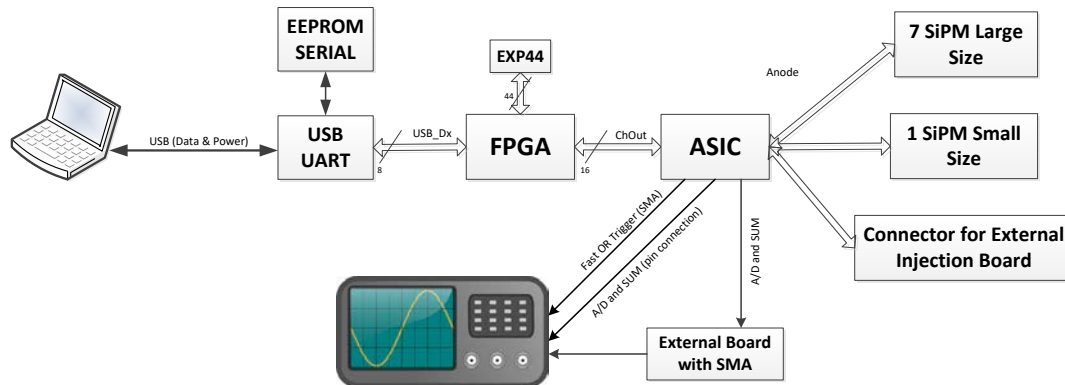 EEPROM
SERIAL
EXP44
7 SiPM Large
Size
Anode
44
USB (Data & Power)
USB
UART
USB_Dx
8
FPGA
ChOut
16
ASIC
1 SiPM Small
Size
Connector for External
Injection Board
Fast OR Trigger (SMA)
A/D and SUM (pin connection)
A/D and SUM
External Board
with SMA